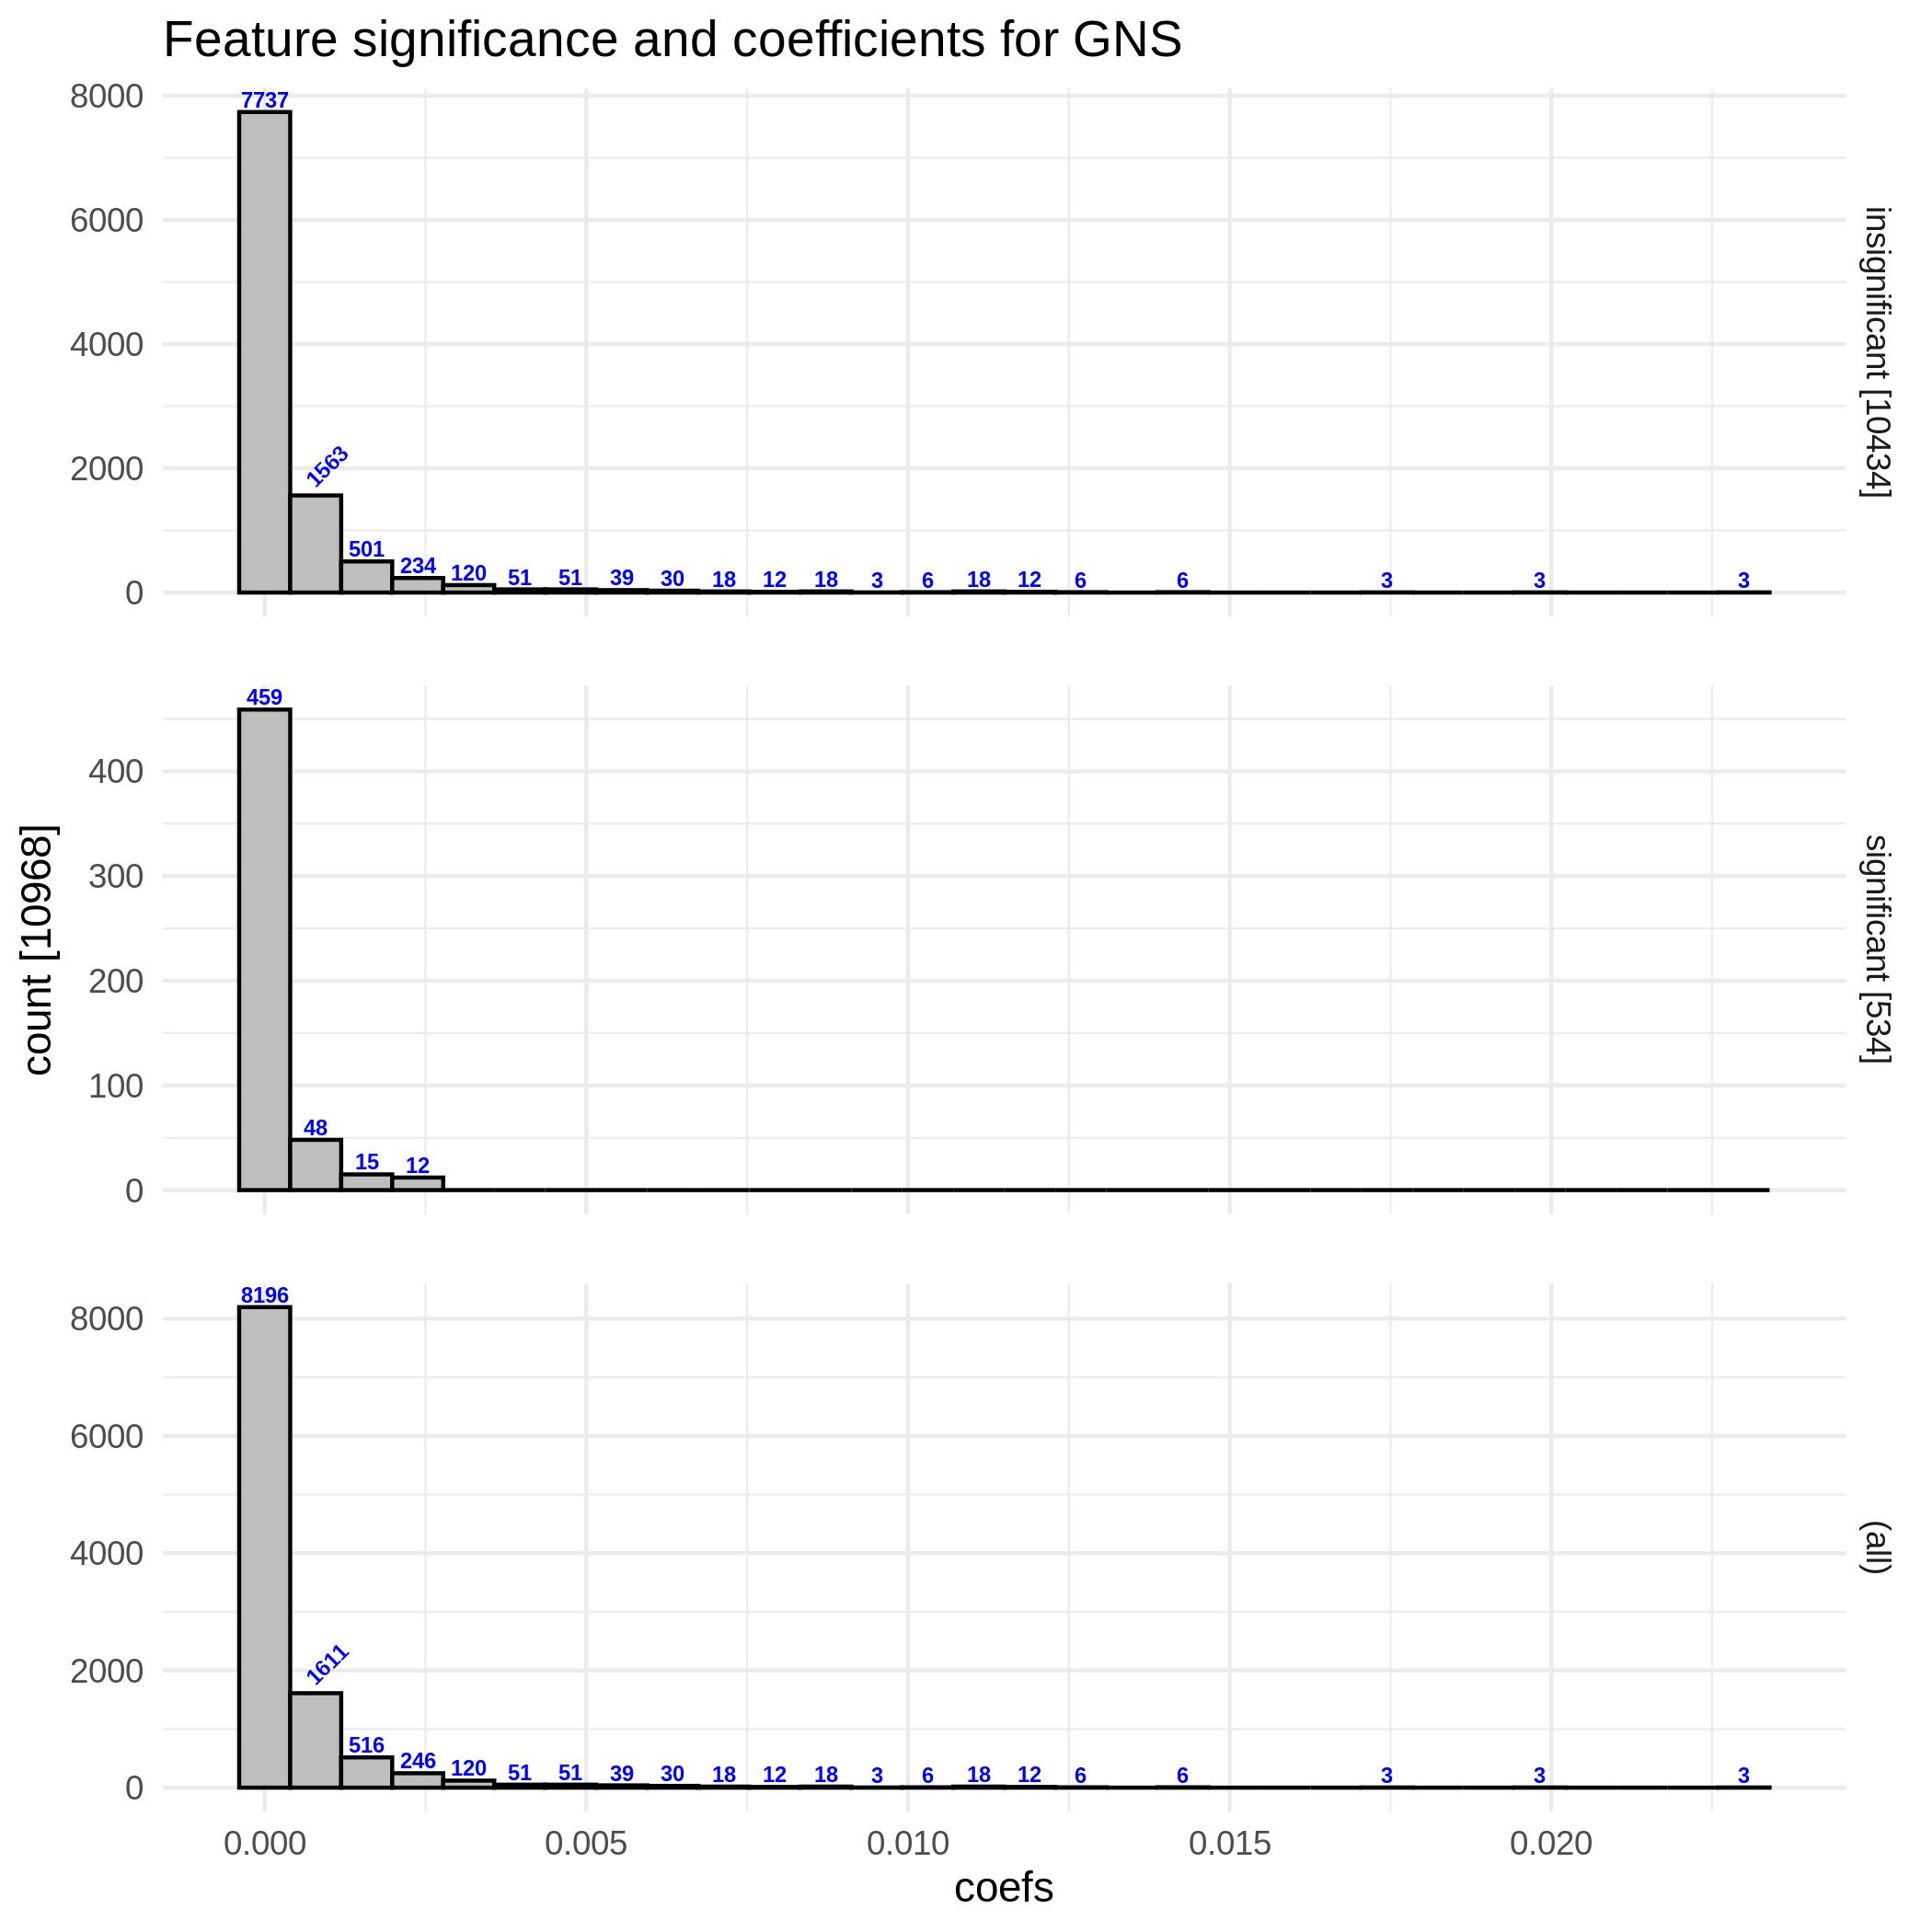 Feature significance and coefficients for GNS
8000
6000
4000
2000
0
7737
1563
501 234 120 51 51 39 30 18 12 18 3 6 18 12 6 6 3 3 3
insignificant [10434]
count [10968]
400
300
200
100
0
459
48
15 12
significant [534]
8000
6000
4000
2000
0
8196
1611
516 246 120 51 51 39 30 18 12 18 3 6 18 12 6 6 3 3 3
(all)
0.000 0.005 0.010 0.015 0.020
coefs